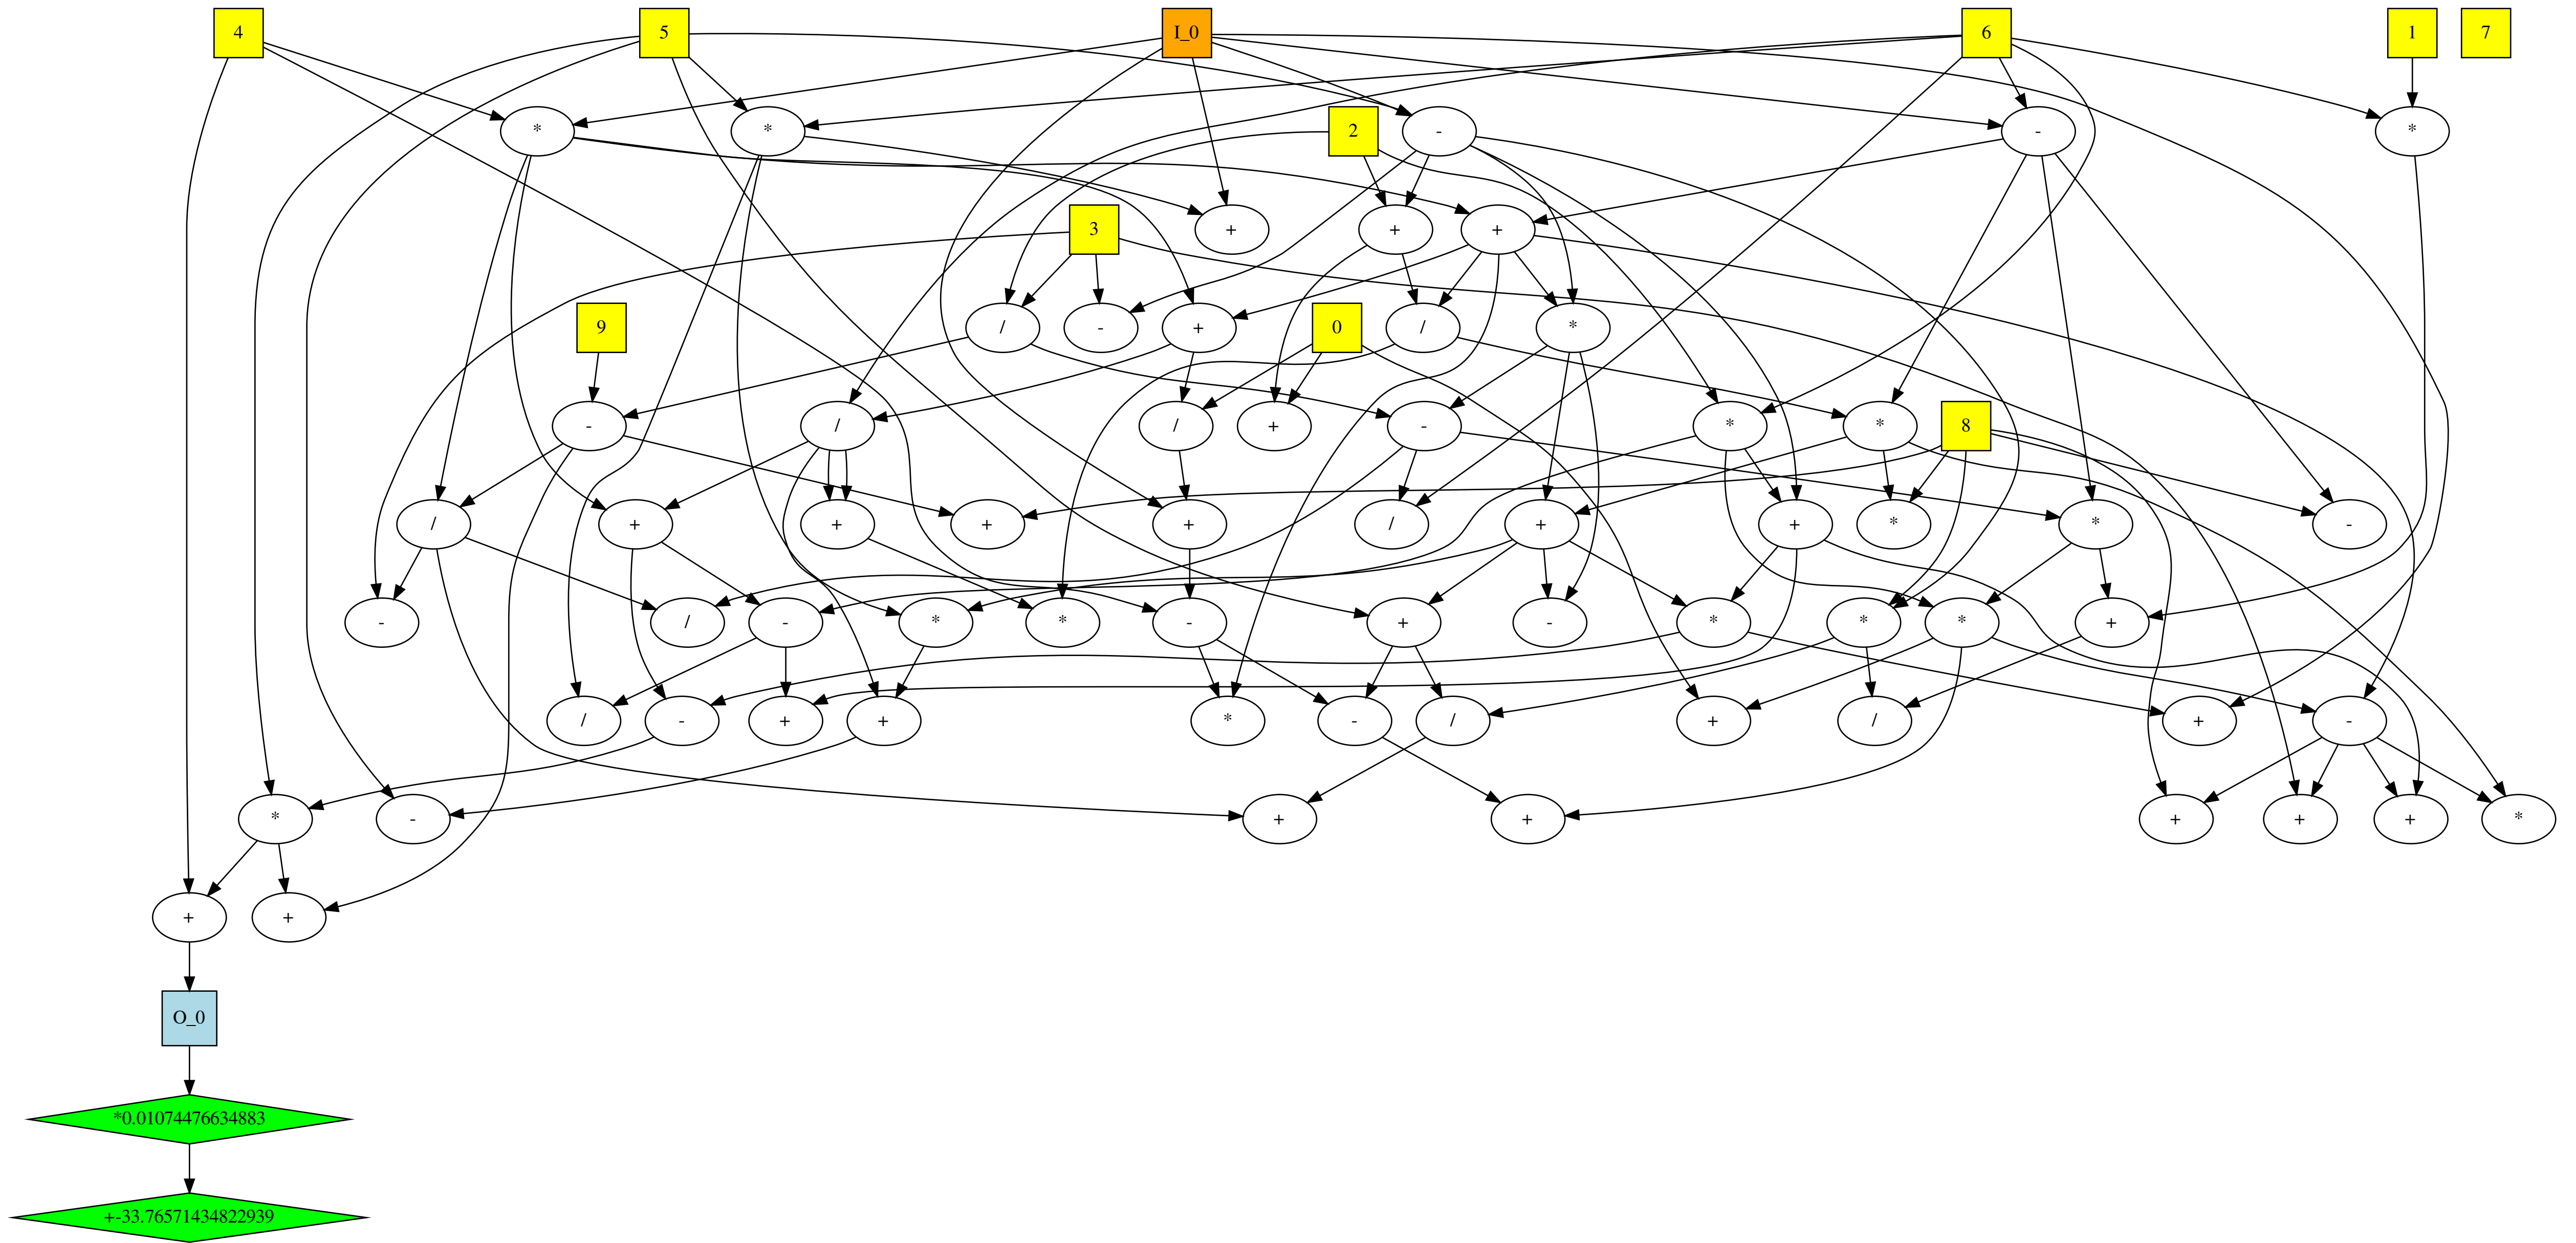 4 5 I_0 6 1 7
* * 2 - - *
3 + + +
9 / - + 0 / *
- / / + - * * 8
/ + + + + / + + * * -
- / - * * - + - * * * +
/ - + + * - / + / + -
* - + + + + + *
+ +
O_0
*0.01074476634883
+-33.76571434822939